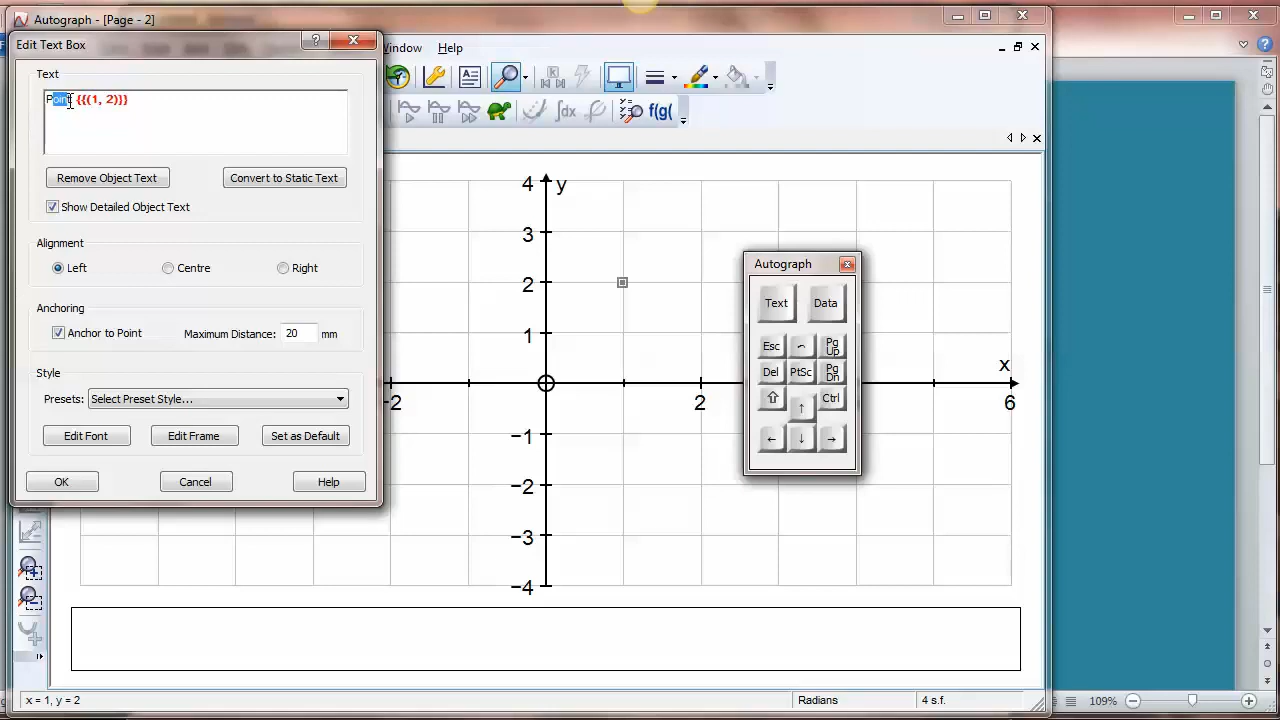 Autograph - [Page - 2]
Edit Text Box
?
Window Help
Text
Point {{{(1, 2)}}}
f(g(
Remove Object Text
Convert to Static Text
Show Detailed Object Text
Alignment
Left
Centre
Right
Anchoring
Anchor to Point
Maximum Distance:
20
mm
Style
Presets:
Select Preset Style...
Edit Font
Edit Frame
Set as Default
OK
Cancel
Help
4
y
3
2
1
x
-2
2
6
−1
−2
−3
−4
Autograph
Text
Data
Esc
Pg Up
Del
PtSc
Pg Dn
Ctrl
x = 1, y = 2
Radians
4 s.f.
109%